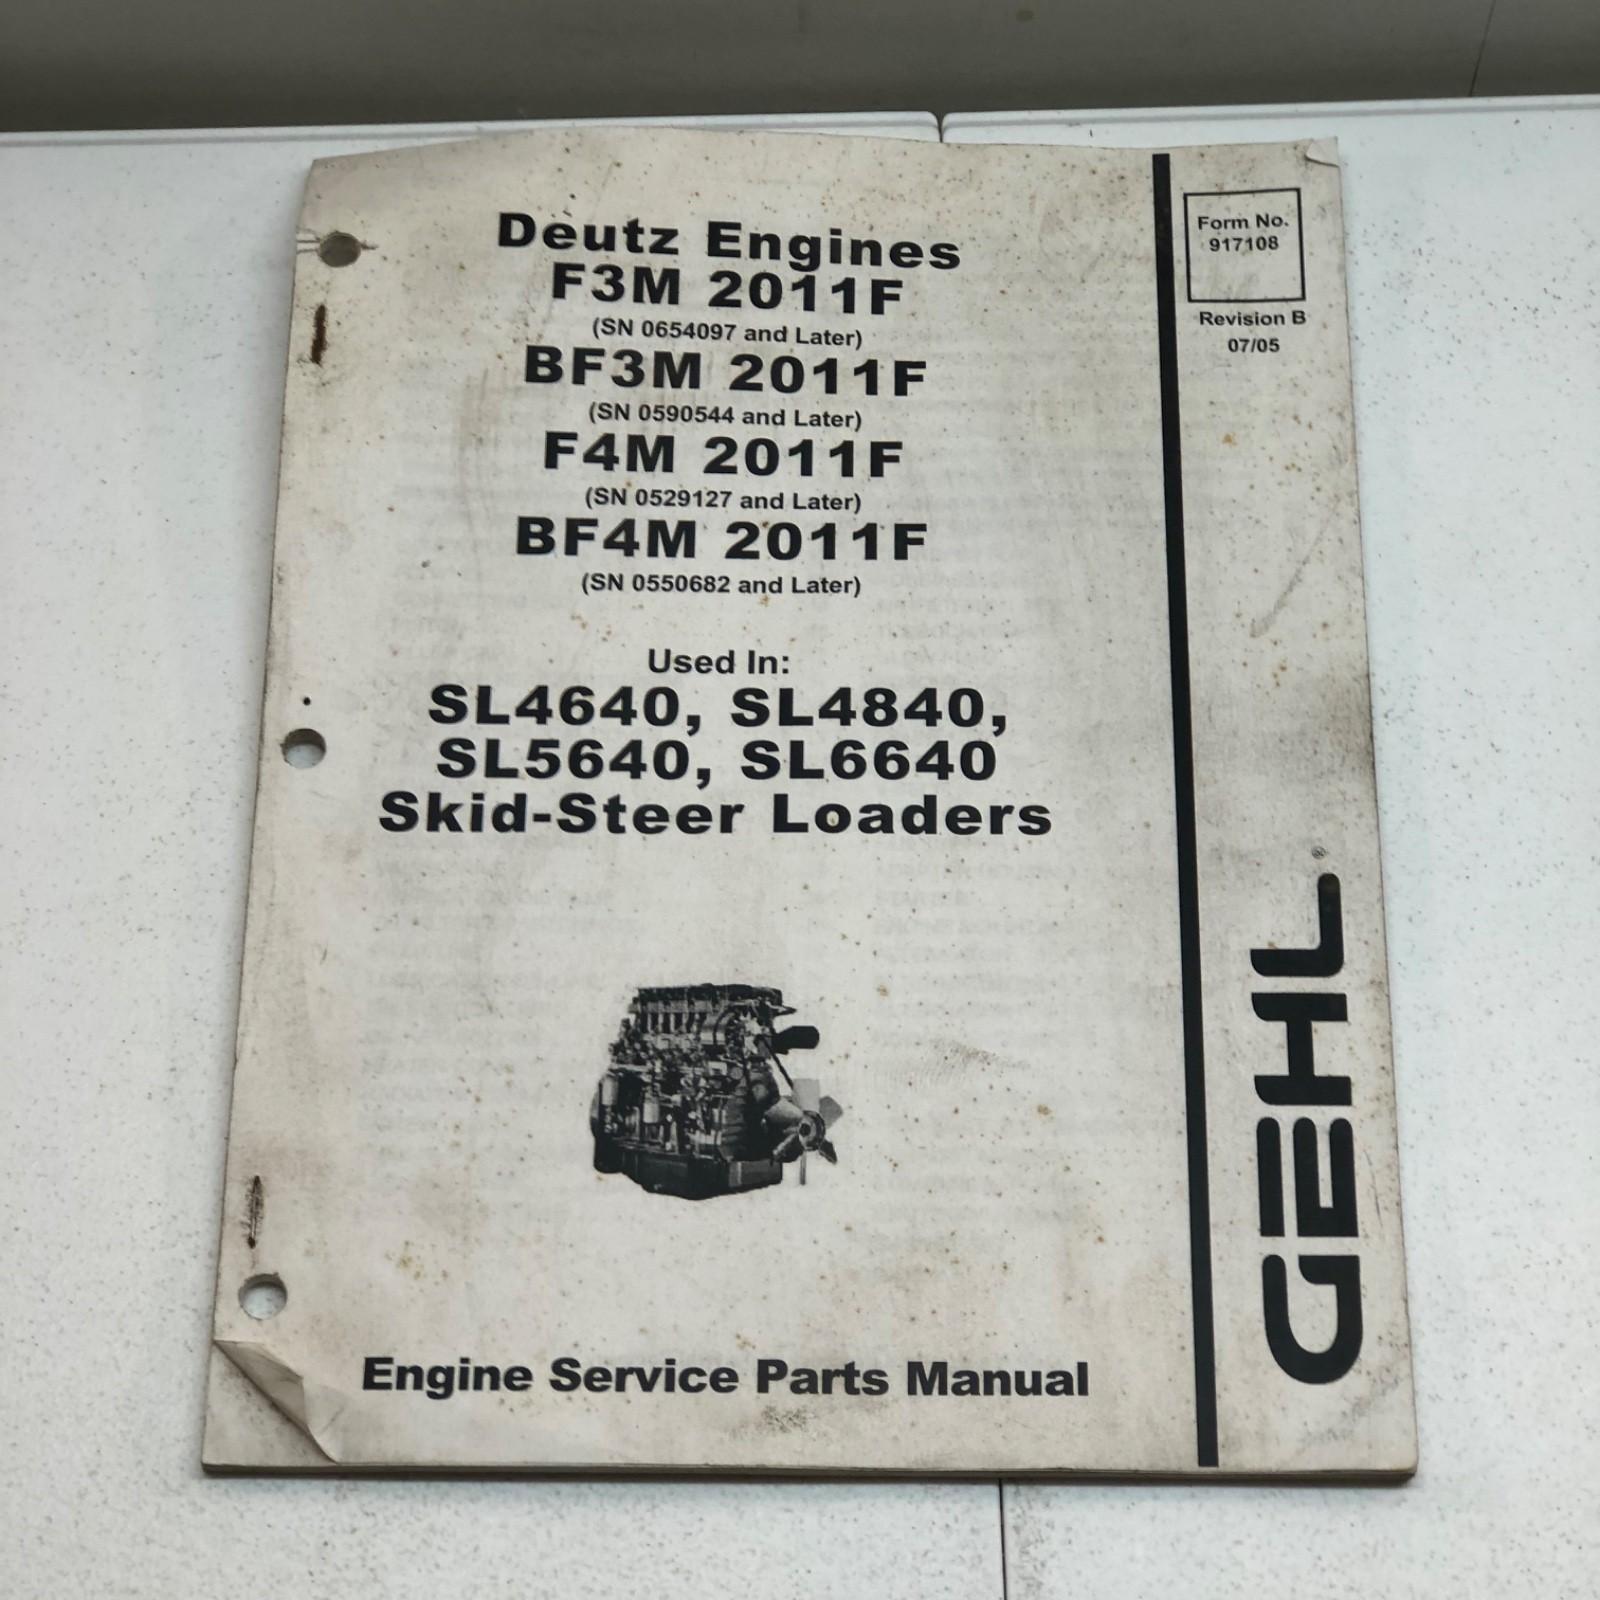 Deutz Engines
F3M 2011F
(SN 0654097 and Later)
BF3M 2011F
(SN 0590544 and Later)
F4M 2011F
(SN 0529127 and Later)
BF4M 2011F
(SN 0550682 and Later)
Used In:
SL4640, SL4840,
SL5640, SL6640
Skid-Steer Loaders
Engine Service Parts Manual
Form No.
917108
Revision B
07/05
GEHL